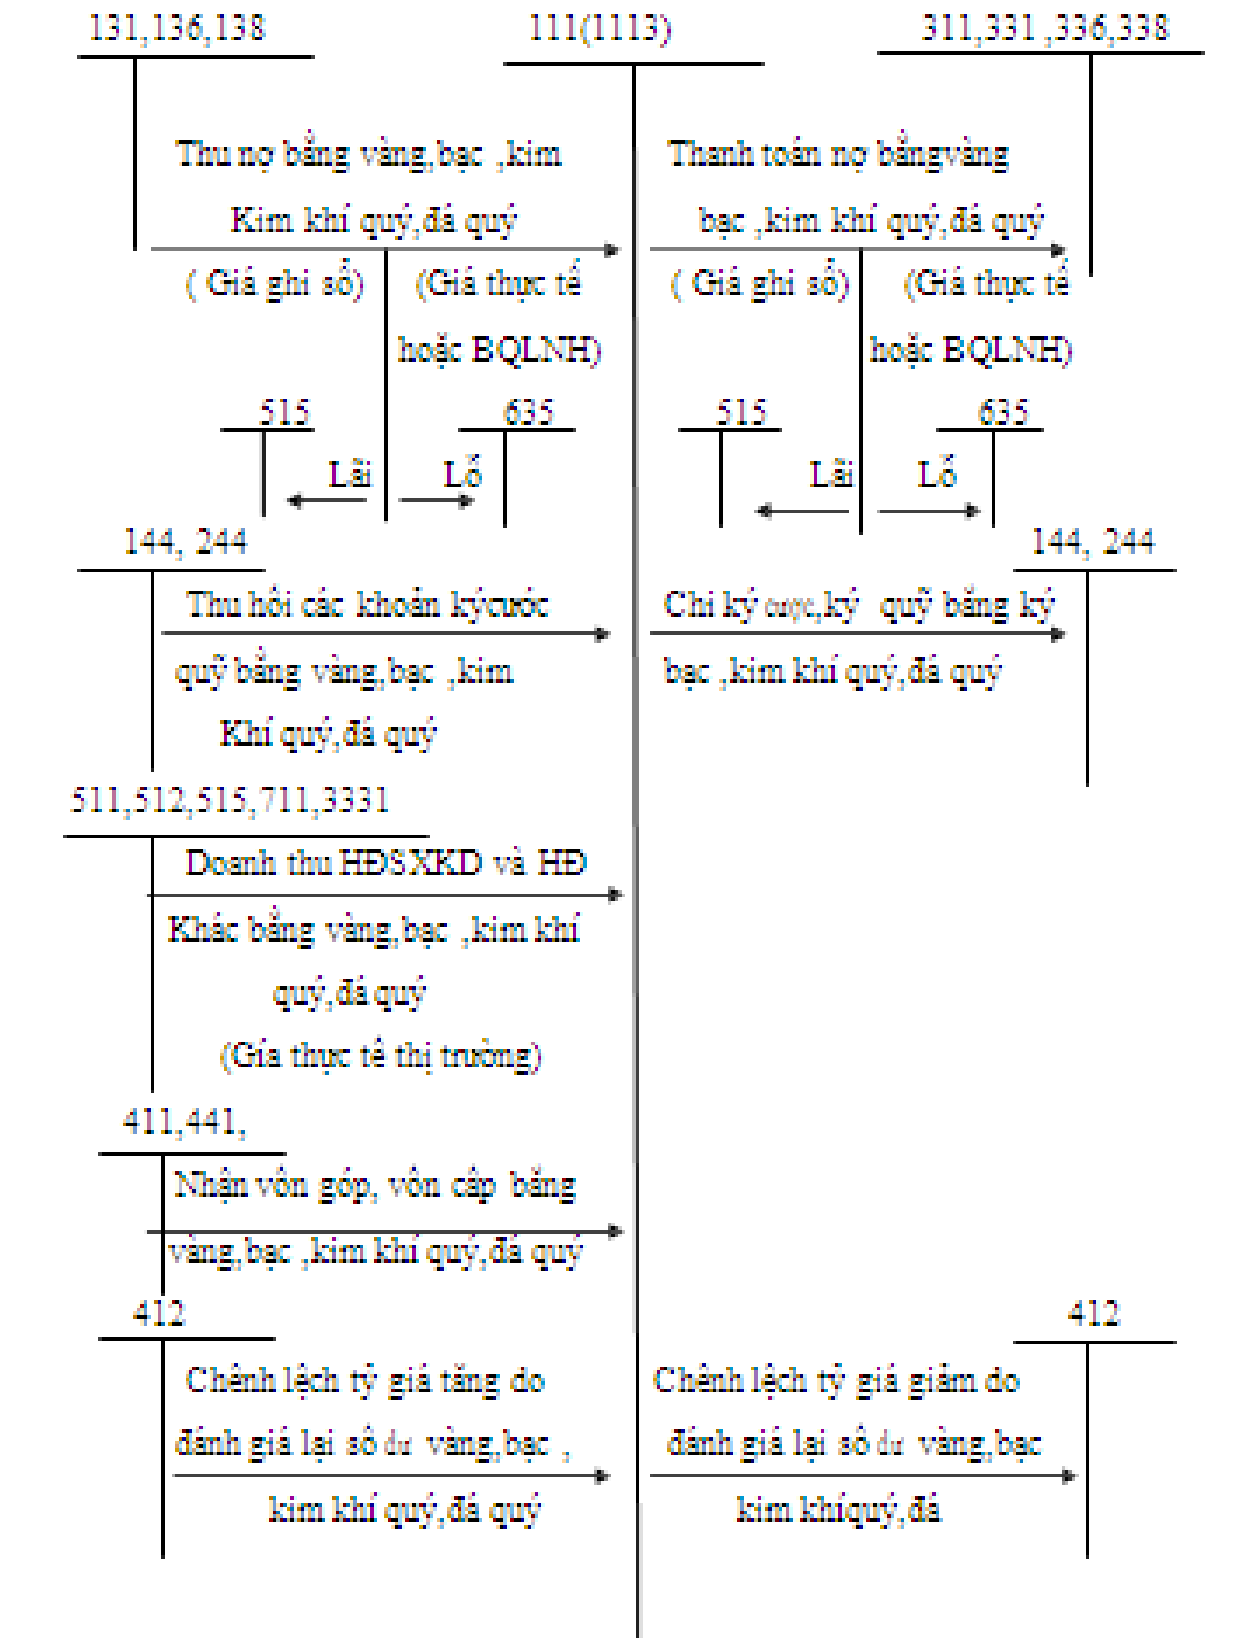 131,136,138
111(1113)
311,331,336,338
Thu nợ bằng vàng,bạc ,kim
Kim khí quý,đá quý
( Giá ghi sổ)
(Giá thực tế
hoặc BQLNH)
515
635
Lãi
Lỗ
Thanh toán nợ bằngvàng
bạc ,kim khí quý,đá quý
( Giá ghi sổ)
(Giá thực tế
hoặc BQLNH)
515
635
Lãi
Lỗ
144, 244
Thu hồi các khoản kýcước
quỹ bằng vàng,bạc ,kim
Khí quý,đá quý
144, 244
Chi ký cược,ký quỹ bằng ký
bạc ,kim khí quý,đá quý
511,512,515,711,3331
Doanh thu HĐSXKD và HĐ
Khác bằng vàng,bạc ,kim khí
quý,đá quý
(Gía thực tế thị trường)
411,441,
Nhận vốn góp, vốn cấp bằng
vàng,bạc ,kim khí quý,đá quý
412
Chênh lệch tỷ giá tăng do
đánh giá lại số dư vàng,bạc ,
kim khí quý,đá quý
412
Chênh lệch tỷ giá giảm do
đánh giá lại số dư vàng,bạc
kim khíquý,đá